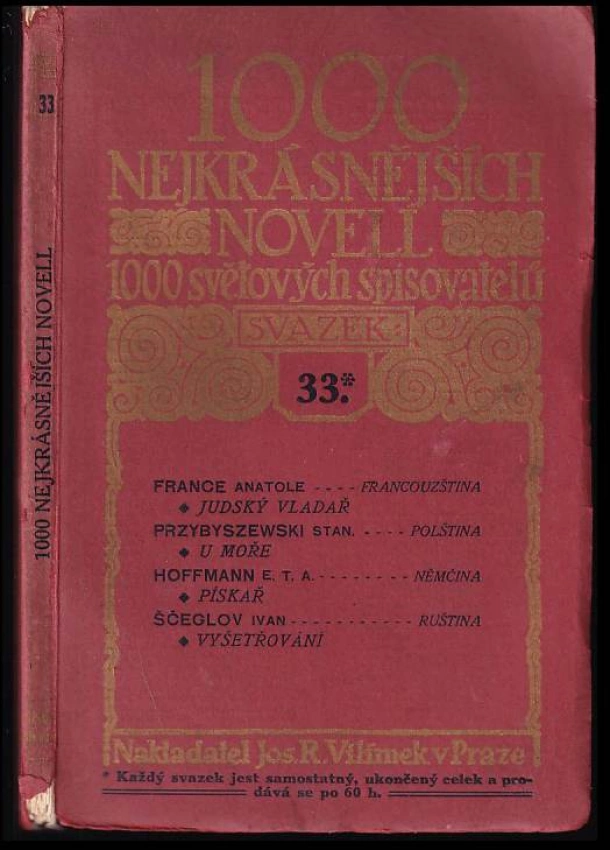 33
1000 NEJKRÁSNĚJŠÍCH NOVELL
1000
NEJKRÁSNĚJŠÍCH
NOVELL
1000 světových spisovatelů
SVAZEK:
33.*
FRANCE ANATOLE - - - - FRANCOUZŠTINA
◆ JUDSKÝ VLADAŘ
PRZYBYSZEWSKI STAN. - - - - POLŠTINA
◆ U MOŘE
HOFFMANN E. T. A. - - - - - - - - NĚMČINA
◆ PÍSKAŘ
ŠČEGLOV IVAN - - - - - - - - - - - RUŠTINA
◆ VYŠETŘOVÁNÍ
Nakladatel Jos. R. Vilímek v Praze
* Každý svazek jest samostatný, ukončený celek a pro-
dává se po 60 h.